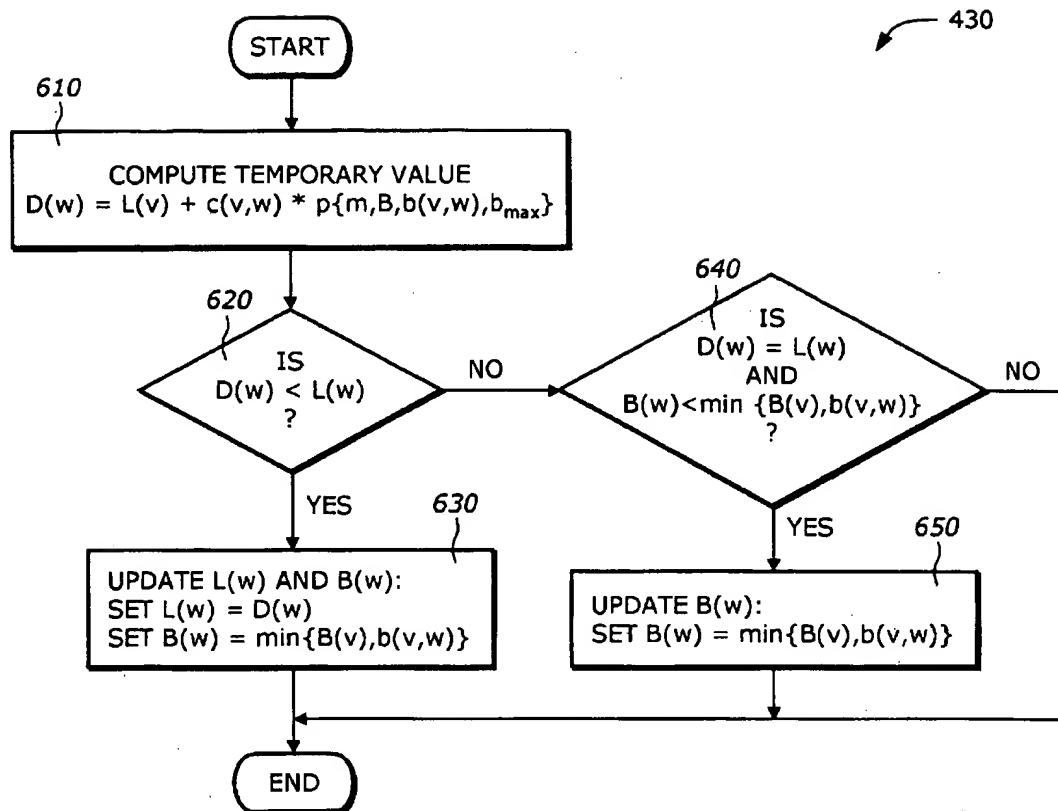 430
START
610
COMPUTE TEMPORARY VALUE
D(w) = L(v) + c(v,w) * p{m,B,b(v,w),bmax}
620
IS
D(w) < L(w)
?
NO
640
IS
D(w) = L(w)
AND
B(w)<min {B(v),b(v,w)}
?
NO
YES
630
UPDATE L(w) AND B(w):
SET L(w) = D(w)
SET B(w) = min{B(v),b(v,w)}
YES
650
UPDATE B(w):
SET B(w) = min{B(v),b(v,w)}
END